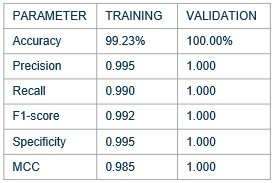 PARAMETER TRAINING VALIDATION
Accuracy 99.23% 100.00%
Precision 0.995 1.000
Recall 0.990 1.000
F1-score 0.992 1.000
Specificity 0.995 1.000
MCC 0.985 1.000